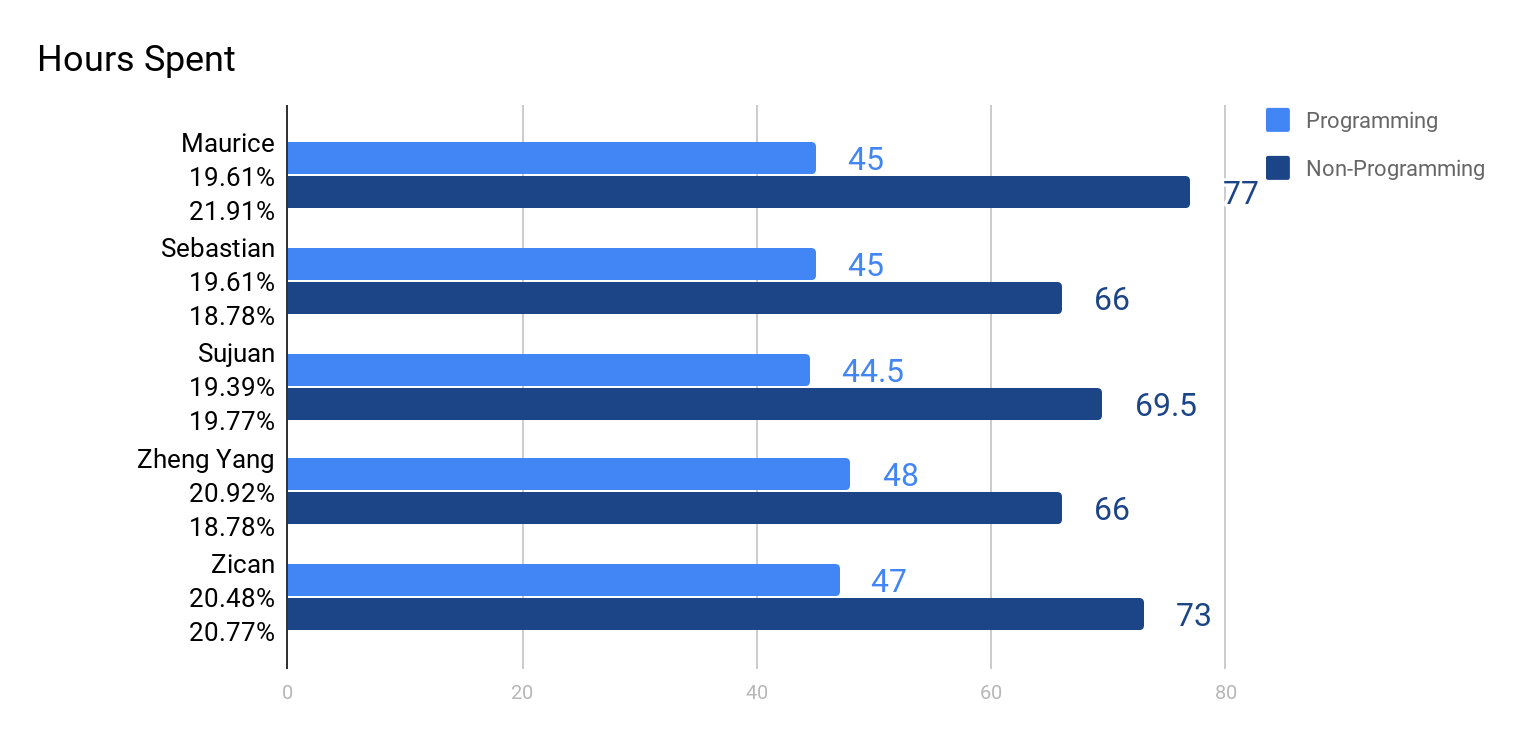 Hours Spent
Programming
Non-Programming
Maurice
19.61%
21.91%
45
77
Sebastian
19.61%
18.78%
45
66
Sujuan
19.39%
19.77%
44.5
69.5
Zheng Yang
20.92%
18.78%
48
66
Zican
20.48%
20.77%
47
73
0 20 40 60 80